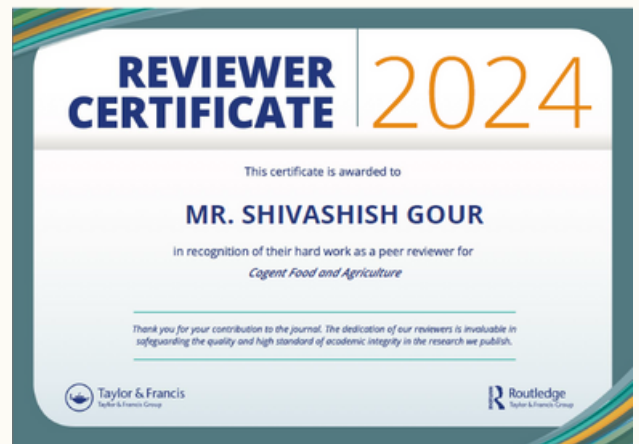 REVIEWER
CERTIFICATE
2024
This certificate is awarded to
MR. SHIVASHISH GOUR
in recognition of their hard work as a peer reviewer for
Cogent Food and Agriculture
Thank you for your contribution to the journal. The dedication of our reviewers is invaluable in
safeguarding the quality and high standard of academic integrity in the research we publish.
Taylor & Francis
Taylor & Francis Group
Routledge
Taylor & Francis Group